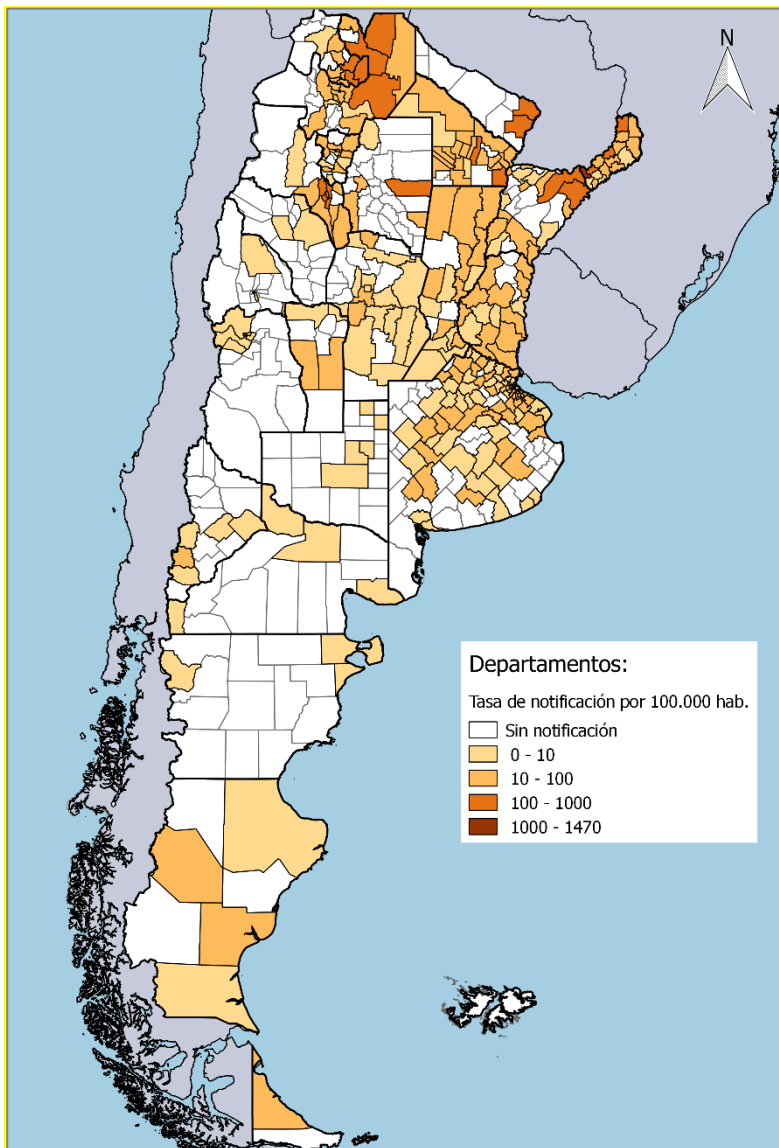 N
Departamentos:
Tasa de notificación por 100.000 hab.
Sin notificación
0 - 10
10 - 100
100 - 1000
1000 - 1470